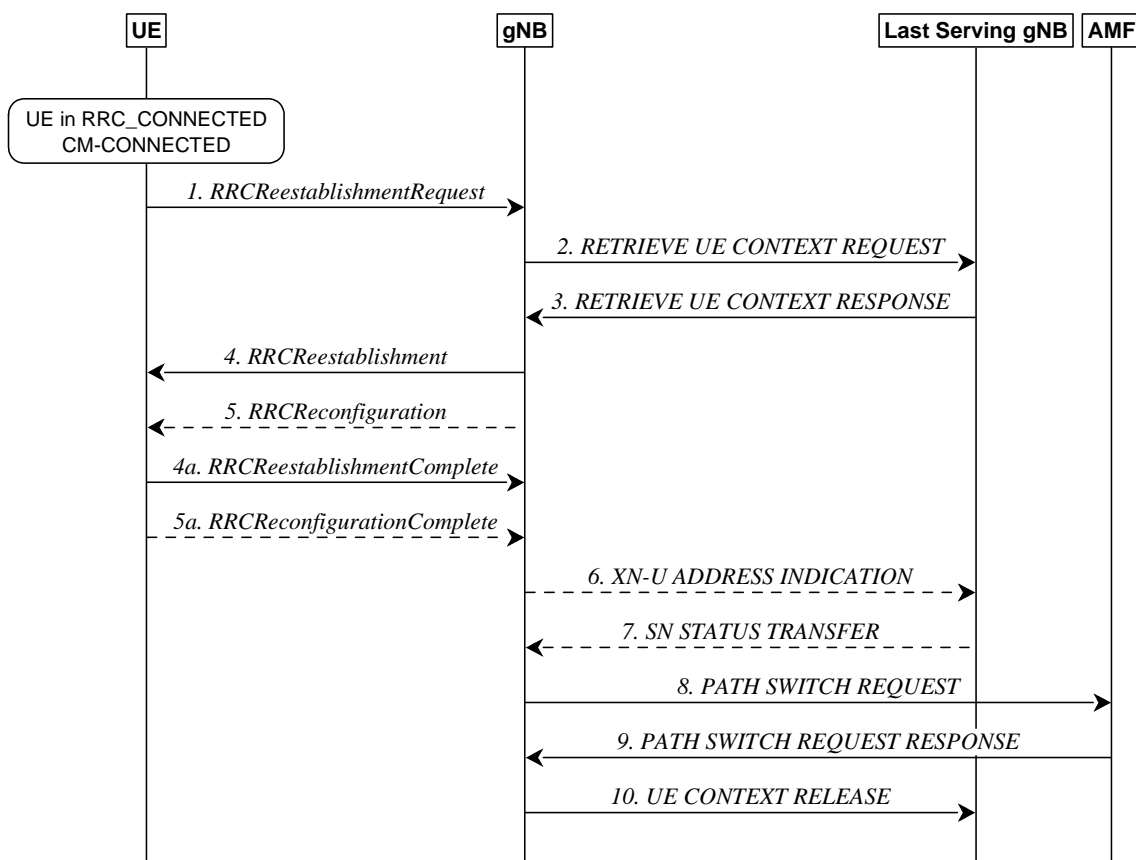 UE
gNB
Last Serving gNB
AMF
UE in RRC_CONNECTED
CM-CONNECTED
1. RRCReestablishmentRequest
2. RETRIEVE UE CONTEXT REQUEST
3. RETRIEVE UE CONTEXT RESPONSE
4. RRCReestablishment
5. RRCReconfiguration
4a. RRCReestablishmentComplete
5a. RRCReconfigurationComplete
6. XN-U ADDRESS INDICATION
7. SN STATUS TRANSFER
8. PATH SWITCH REQUEST
9. PATH SWITCH REQUEST RESPONSE
10. UE CONTEXT RELEASE